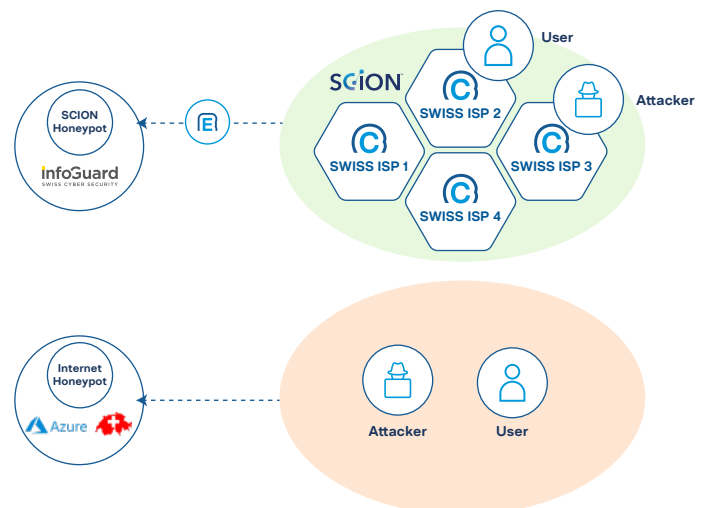 User
SCiON
Attacker
SCION
Honeypot
E
C
SWISS ISP 2
C
SWISS ISP 1
C
SWISS ISP 3
infoGuard
SWISS CYBER SECURITY
C
SWISS ISP 4
Internet
Honeypot
Azure
Attacker
User